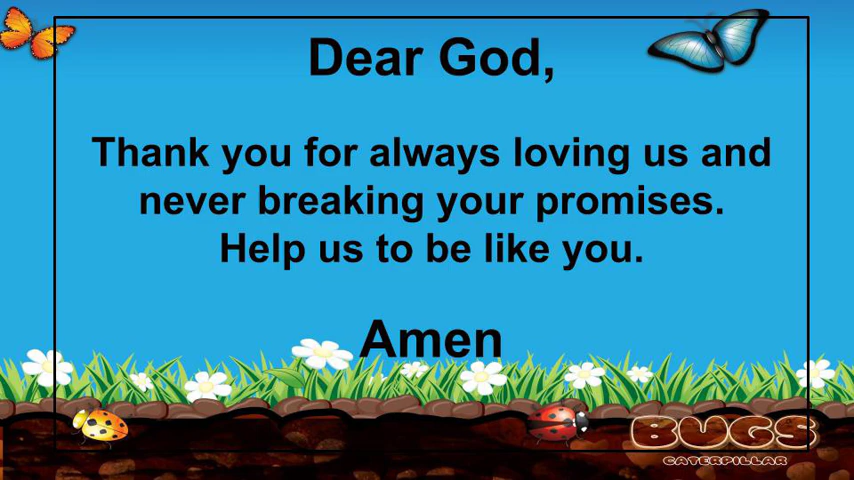 Dear God,
Thank you for always loving us and
never breaking your promises.
Help us to be like you.
Amen
BUGS
CATERPILLAR